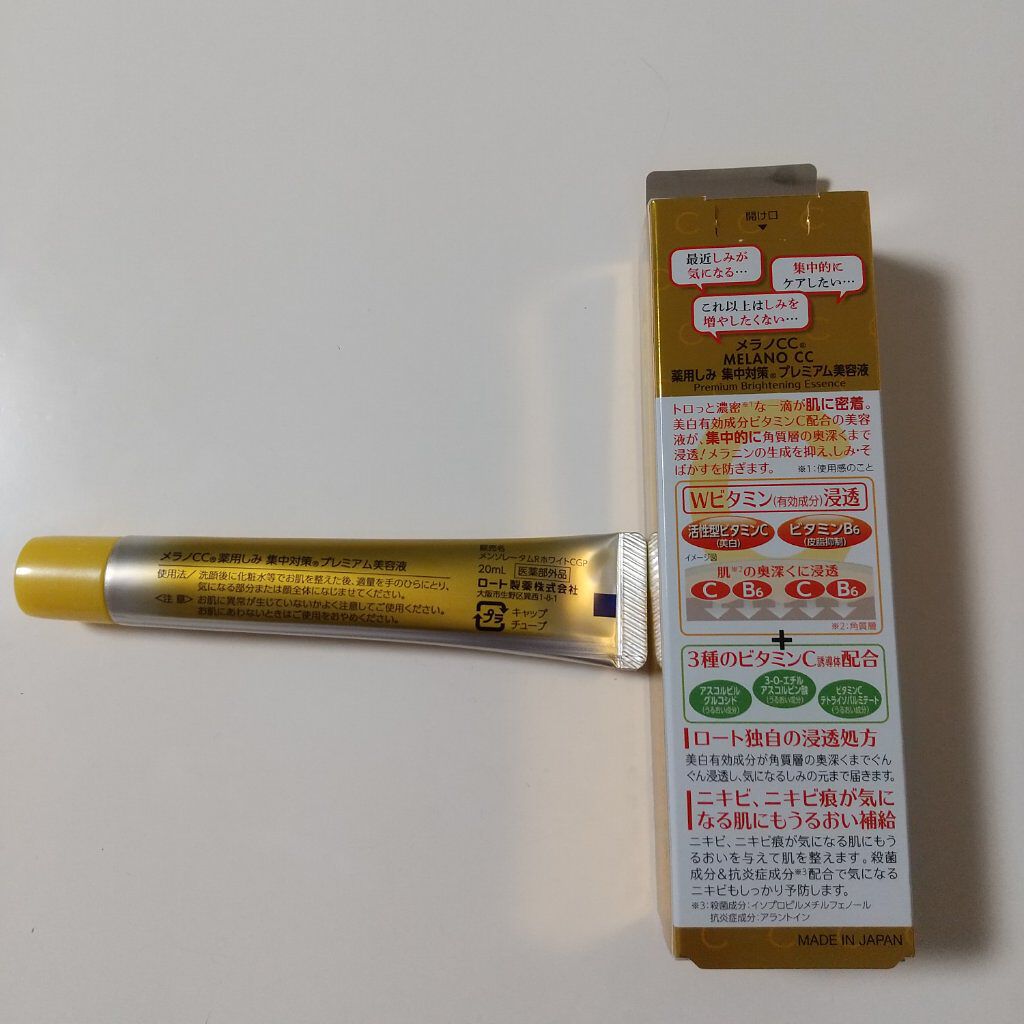 メラノCC®薬用しみ 集中対策®プレミアム美容液
使用法/洗顔後に化粧水等でお肌を整えた後、適量を手のひらにとり、
気になる部分または顔全体になじませてください。
<注意>お肌に異常が生じていないかよく注意してご使用ください。
お肌にあわないときはご使用をおやめください。
販売名
メンソレータムRホワイトCGP
20mL 医薬部外品
ロート製薬株式会社
大阪市生野区巽西1-8-1
プラ
キャップ
チューブ
開け口
最近しみが
気になる…
集中的に
ケアしたい…
これ以上はしみを
増やしたくない…
メラノCC®
MELANO CC
薬用しみ 集中対策®プレミアム美容液
Premium Brightening Essence
トロっと濃密※1な一滴が肌に密着。
美白有効成分ビタミンC配合の美容
液が、集中的に角質層の奥深くまで
浸透!メラニンの生成を抑え、しみ・そ
ばかすを防ぎます。 ※1:使用感のこと
Wビタミン(有効成分)浸透
活性型ビタミンC
(美白)
ビタミンB6
(皮脂抑制)
イメージ図
肌※2の奥深くに浸透
C B6 C B6
※2:角質層
+
3種のビタミンC誘導体配合
アスコルビル
グルコシド
(うるおい成分)
3-O-エチル
アスコルビン酸
(うるおい成分)
ビタミンC
テトライソパルミテート
(うるおい成分)
ロート独自の浸透処方
美白有効成分が角質層の奥深くまでぐん
ぐん浸透し、気になるしみの元まで届きます。
ニキビ、ニキビ痕が気に
なる肌にもうるおい補給
ニキビ、ニキビ痕が気になる肌にもう
るおいを与えて肌を整えます。殺菌
成分&抗炎症成分※3配合で気になる
ニキビもしっかり予防します。
※3:殺菌成分:イソプロピルメチルフェノール
抗炎症成分:アラントイン
MADE IN JAPAN